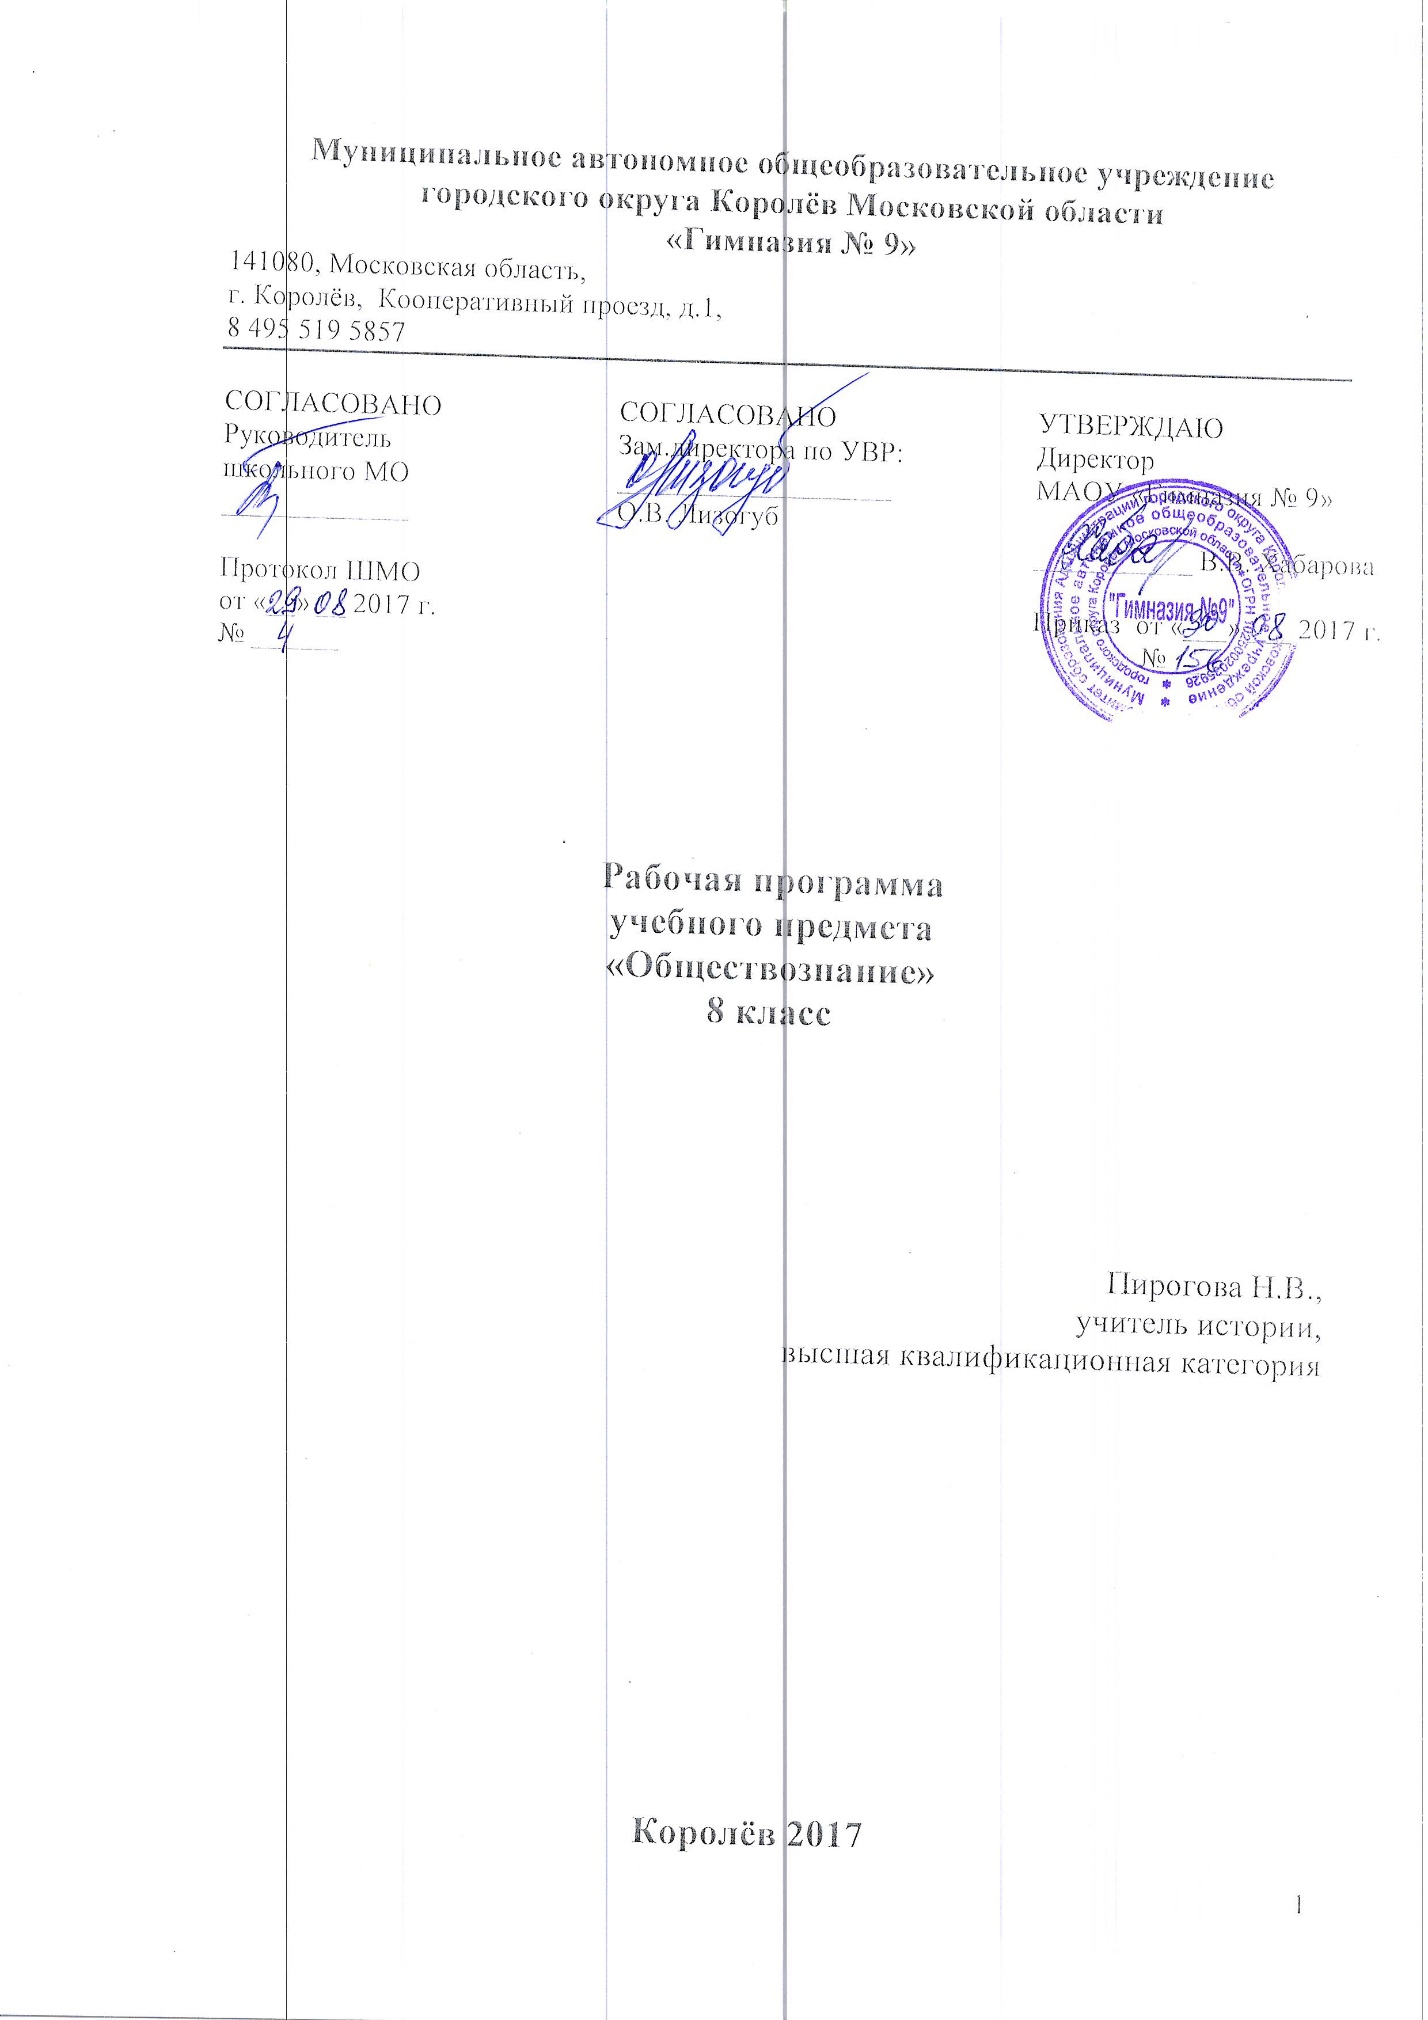 Муниципальное автономное общеобразовательное учреждение
городского округа Королёв Московской области
«Гимназия № 9»
141080, Московская область,
г. Королёв, Кооперативный проезд, д.1,
8 495 519 5857
СОГЛАСОВАНО
Руководитель
школьного МО
Протокол ШМО
от «29» 08 2017 г.
№ 4
СОГЛАСОВАНО
Зам.директора по УВР:
О.В. Лизогуб
УТВЕРЖДАЮ
Директор
МАОУ «Гимназия № 9»
В.В. Хабарова
Приказ от «30» 08 2017 г.
№ 156
"Гимназия №9"
Рабочая программа
учебного предмета
«Обществознание»
8 класс
Пирогова Н.В.,
учитель истории,
высшая квалификационная категория
Королёв 2017
1